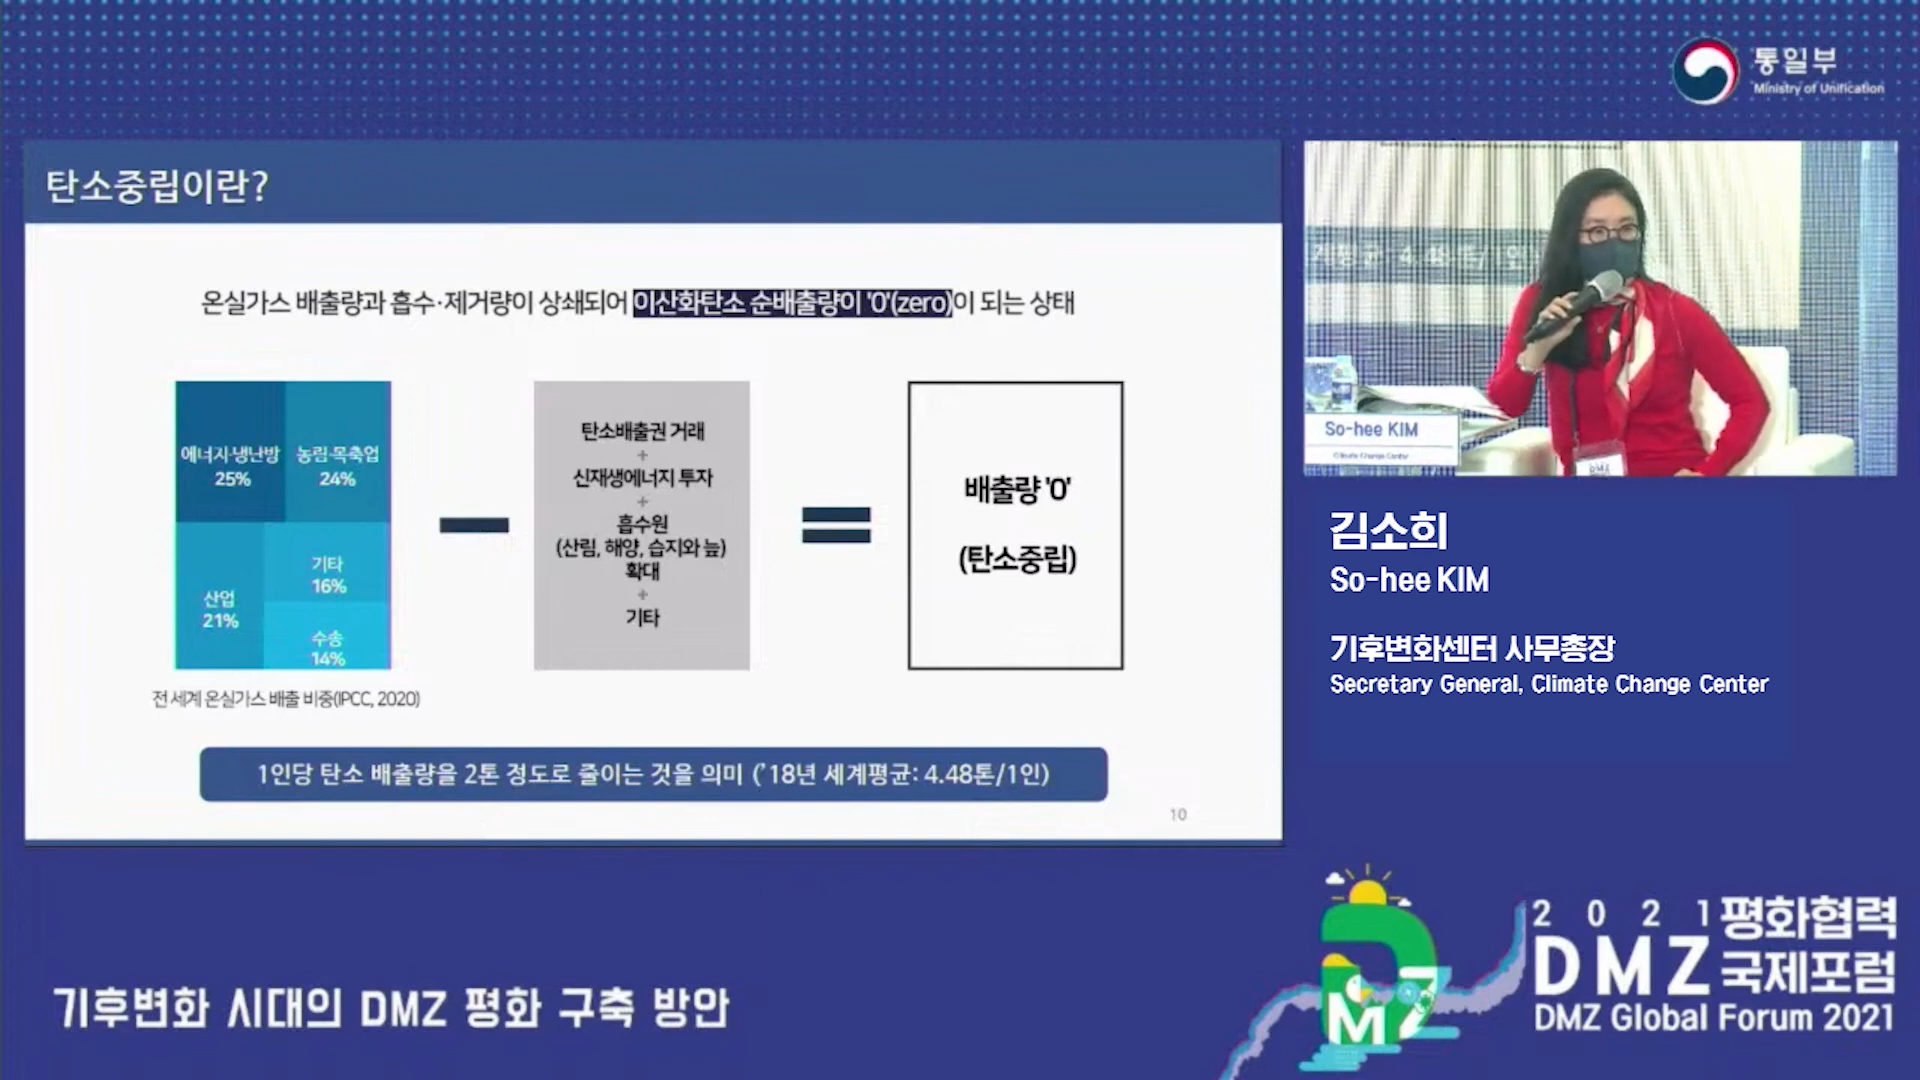 통일부
Ministry of Unification
탄소중립이란?
온실가스 배출량과 흡수·제거량이 상쇄되어 이산화탄소 순배출량이 '0'(zero)이 되는 상태
에너지·냉난방
25%
농림·목축업
24%
산업
21%
기타
16%
수송
14%
전 세계 온실가스 배출 비중(IPCC, 2020)
탄소배출권 거래
+
신재생에너지 투자
+
흡수원
(산림, 해양, 습지와 늪)
확대
+
기타
배출량 '0'
(탄소중립)
1인당 탄소 배출량을 2톤 정도로 줄이는 것을 의미 ('18년 세계평균: 4.48톤/1인)
10
So-hee KIM
Climate Change Center
김소희
So-hee KIM
기후변화센터 사무총장
Secretary General, Climate Change Center
기후변화 시대의 DMZ 평화 구축 방안
DMZ
2021 평화협력
DMZ 국제포럼
DMZ Global Forum 2021